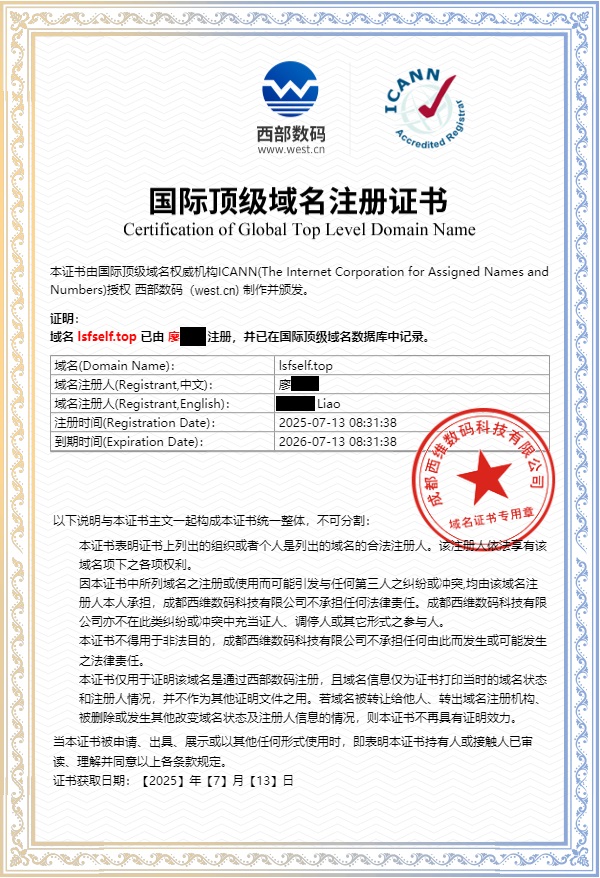 西部数码
www.west.cn
ICANN
Accredited Registrar
国际顶级域名注册证书
Certification of Global Top Level Domain Name
本证书由国际顶级域名权威机构ICANN(The Internet Corporation for Assigned Names and
Numbers)授权 西部数码（west.cn) 制作并颁发。
证明：
域名 lsfself.top 已由 廖 注册，并已在国际顶级域名数据库中记录。
域名(Domain Name)： lsfself.top
域名注册人(Registrant,中文)： 廖
域名注册人(Registrant,English)： Liao
注册时间(Registration Date)： 2025-07-13 08:31:38
到期时间(Expiration Date)： 2026-07-13 08:31:38
成都西维数码科技有限公司
域名证书专用章
以下说明与本证书主文一起构成本证书统一整体，不可分割：
本证书表明证书上列出的组织或者个人是列出的域名的合法注册人。该注册人依法享有该
域名项下之各项权利。
因本证书中所列域名之注册或使用而可能引发与任何第三人之纠纷或冲突,均由该域名注
册人本人承担，成都西维数码科技有限公司不承担任何法律责任。成都西维数码科技有限
公司亦不在此类纠纷或冲突中充当证人、调停人或其它形式之参与人。
本证书不得用于非法目的，成都西维数码科技有限公司不承担任何由此而发生或可能发生
之法律责任。
本证书仅用于证明该域名是通过西部数码注册，且域名信息仅为证书打印当时的域名状态
和注册人情况，并不作为其他证明文件之用。若域名被转让给他人、转出域名注册机构、
被删除或发生其他改变域名状态及注册人信息的情况，则本证书不再具有证明效力。
当本证书被申请、出具、展示或以其他任何形式使用时，即表明本证书持有人或接触人已审
读、理解并同意以上各条款规定。
证书获取日期：【2025】年【7】月【13】日